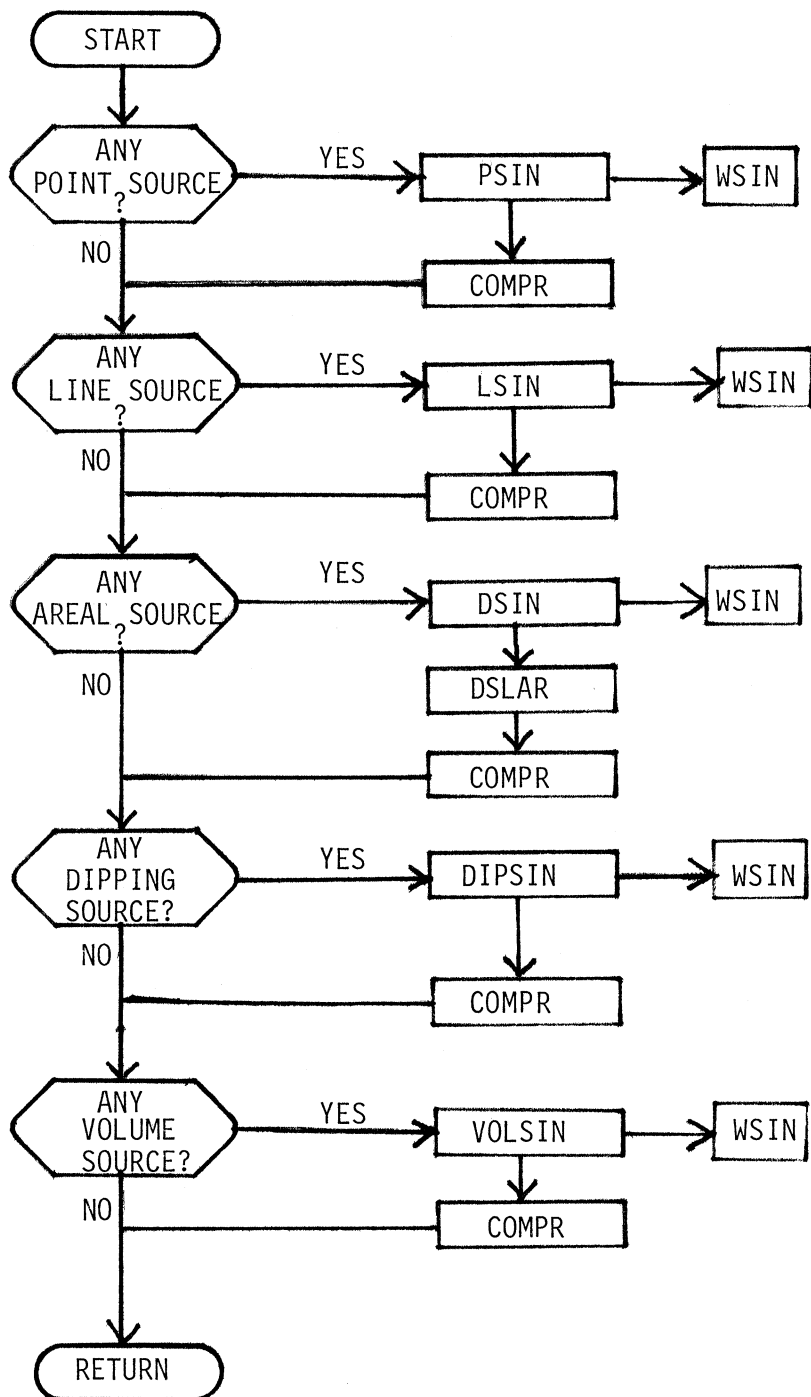 START
ANY
POINT SOURCE
?
YES
PSIN
WSIN
NO
COMPR
ANY
LINE SOURCE
?
YES
LSIN
WSIN
NO
COMPR
ANY
AREAL SOURCE
?
YES
DSIN
WSIN
NO
DSLAR
COMPR
ANY
DIPPING
SOURCE?
YES
DIPSIN
WSIN
NO
COMPR
ANY
VOLUME
SOURCE?
YES
VOLSIN
WSIN
NO
COMPR
RETURN